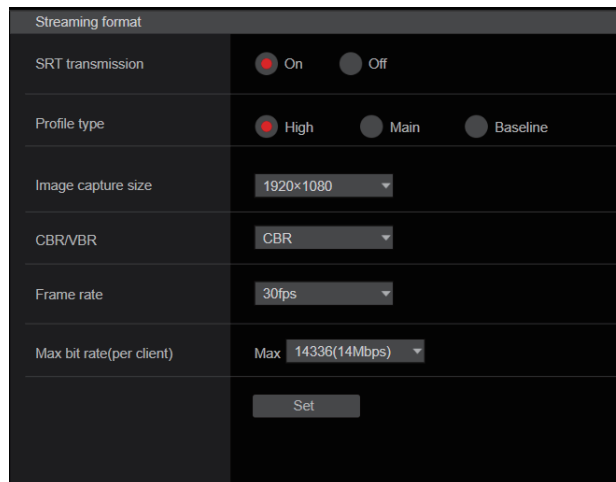 Streaming format
SRT transmission On Off
Profile type High Main Baseline
Image capture size 1920×1080
CBR/VBR CBR
Frame rate 30fps
Max bit rate(per client) Max 14336(14Mbps)
Set